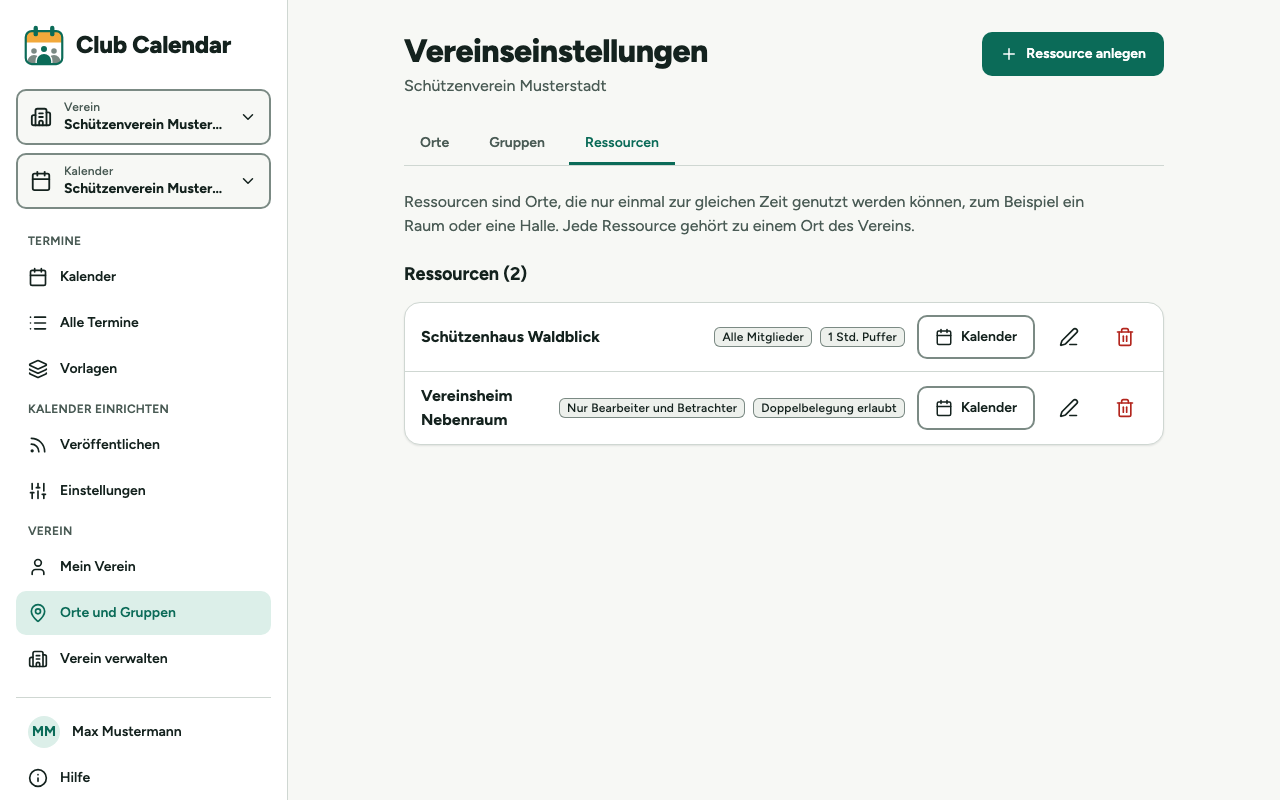 Club Calendar
Verein
Schützenverein Muster...
Kalender
Schützenverein Muster...
TERMINE
Kalender
Alle Termine
Vorlagen
KALENDER EINRICHTEN
Veröffentlichen
Einstellungen
VEREIN
Mein Verein
Orte und Gruppen
Verein verwalten
MM Max Mustermann
Hilfe
Vereinseinstellungen
Schützenverein Musterstadt
Ressource anlegen
Orte Gruppen Ressourcen
Ressourcen sind Orte, die nur einmal zur gleichen Zeit genutzt werden können, zum Beispiel ein
Raum oder eine Halle. Jede Ressource gehört zu einem Ort des Vereins.
Ressourcen (2)
Schützenhaus Waldblick Alle Mitglieder 1 Std. Puffer Kalender
Vereinsheim
Nebenraum Nur Bearbeiter und Betrachter Doppelbelegung erlaubt Kalender